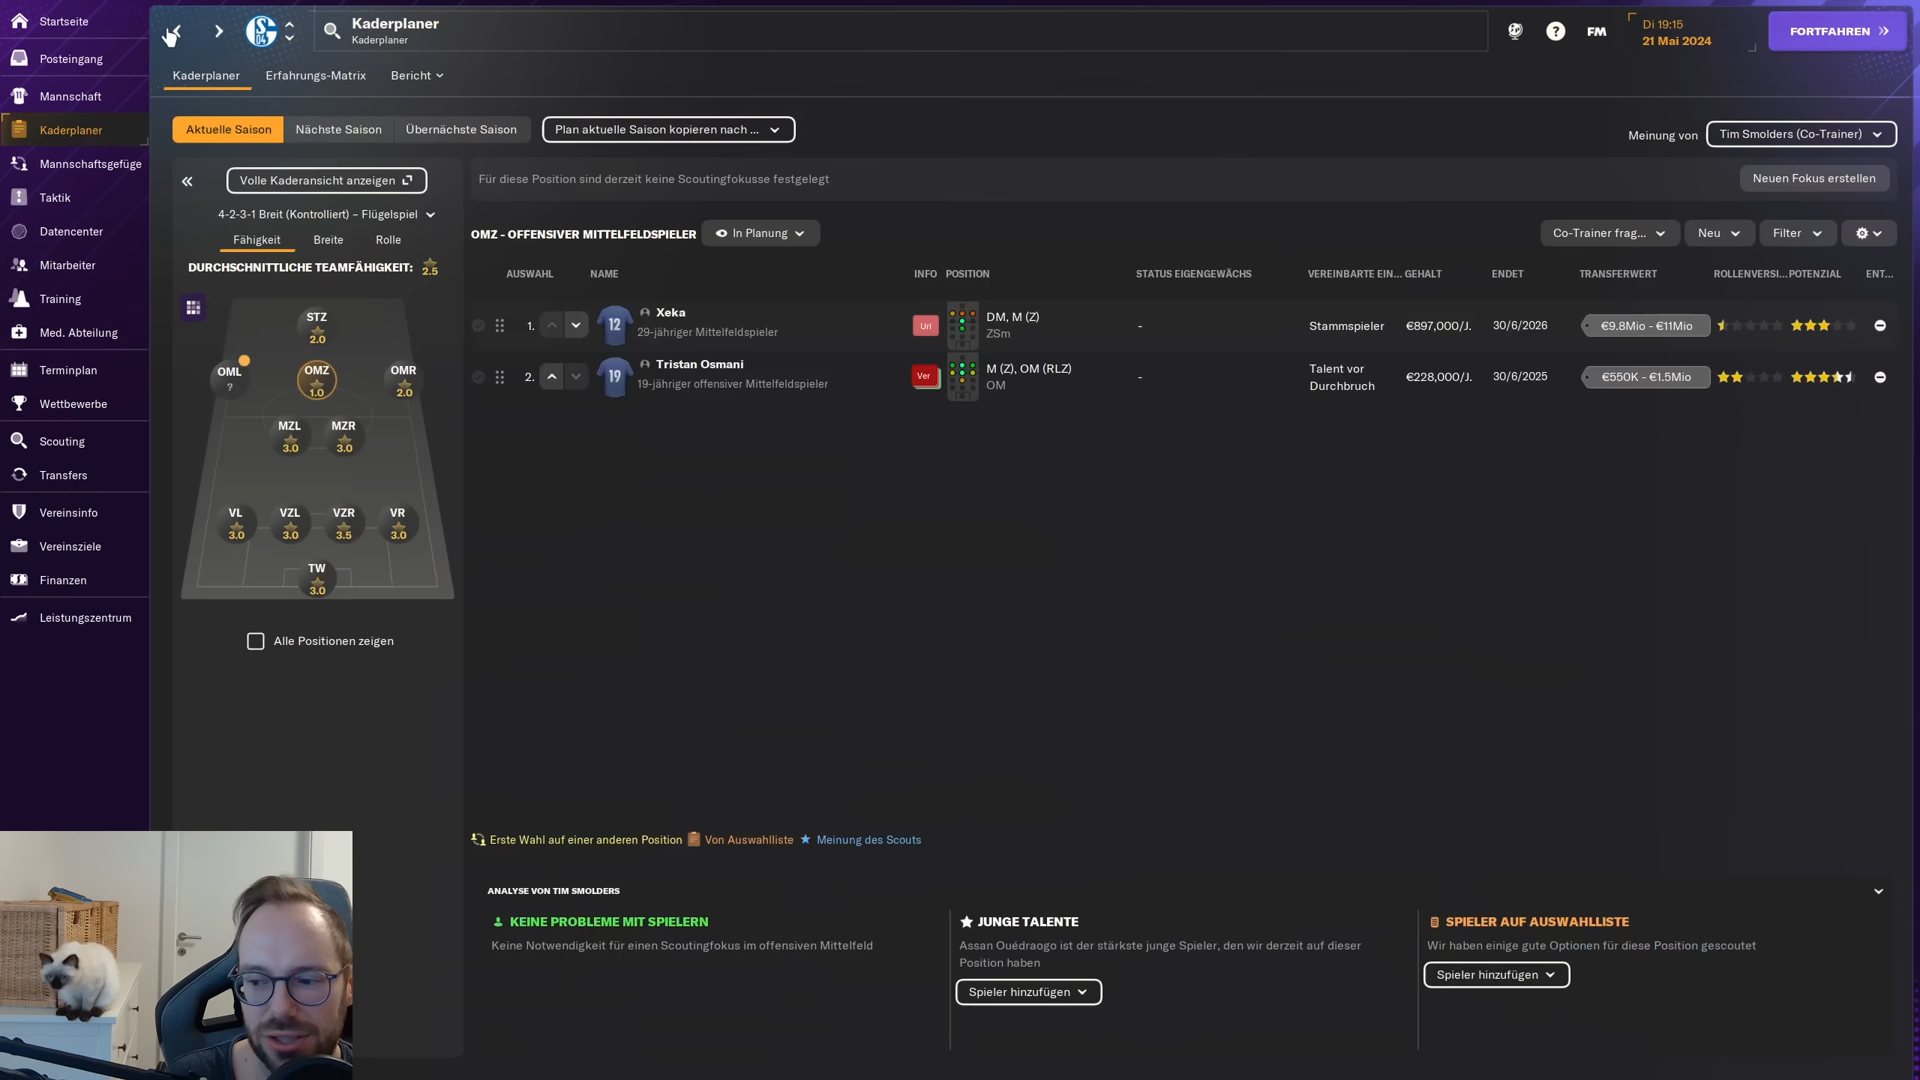 Startseite
Posteingang
Mannschaft
Kaderplaner
Mannschaftsgefüge
Taktik
Datencenter
Mitarbeiter
Training
Med. Abteilung
Terminplan
Wettbewerbe
Scouting
Transfers
Vereinsinfo
Vereinsziele
Finanzen
Leistungszentrum
Kaderplaner
Kaderplaner
FM
Di 19:15
21 Mai 2024
FORTFAHREN
Kaderplaner Erfahrungs-Matrix Bericht
Aktuelle Saison Nächste Saison Übernächste Saison Plan aktuelle Saison kopieren nach ...
Meinung von Tim Smolders (Co-Trainer)
Volle Kaderansicht anzeigen
4-2-3-1 Breit (Kontrolliert) – Flügelspiel
Fähigkeit Breite Rolle
DURCHSCHNITTLICHE TEAMFÄHIGKEIT: 2.5
STZ
2.0
OML OMZ OMR
? 1.0 2.0
MZL MZR
3.0 3.0
VL VZL VZR VR
3.0 3.0 3.5 3.0
TW
3.0
Alle Positionen zeigen
Für diese Position sind derzeit keine Scoutingfokusse festgelegt
Neuen Fokus erstellen
OMZ - OFFENSIVER MITTELFELDSPIELER In Planung
Co-Trainer frag... Neu Filter
AUSWAHL NAME INFO POSITION STATUS EIGENGEWÄCHS VEREINBARTE EIN... GEHALT ENDET TRANSFERWERT ROLLENVERSI... POTENZIAL ENT...
1. 12 Xeka Url DM, M (Z) - Stammspieler €897,000/J. 30/6/2026 €9.8Mio - €11Mio
29-jähriger Mittelfeldspieler ZSm
2. 19 Tristan Osmani Ver M (Z), OM (RLZ) - Talent vor €228,000/J. 30/6/2025 €550K - €1.5Mio
19-jähriger offensiver Mittelfeldspieler OM Durchbruch
Erste Wahl auf einer anderen Position Von Auswahlliste Meinung des Scouts
ANALYSE VON TIM SMOLDERS
KEINE PROBLEME MIT SPIELERN
Keine Notwendigkeit für einen Scoutingfokus im offensiven Mittelfeld
JUNGE TALENTE
Assan Ouédraogo ist der stärkste junge Spieler, den wir derzeit auf dieser
Position haben
Spieler hinzufügen
SPIELER AUF AUSWAHLLISTE
Wir haben einige gute Optionen für diese Position gescoutet
Spieler hinzufügen